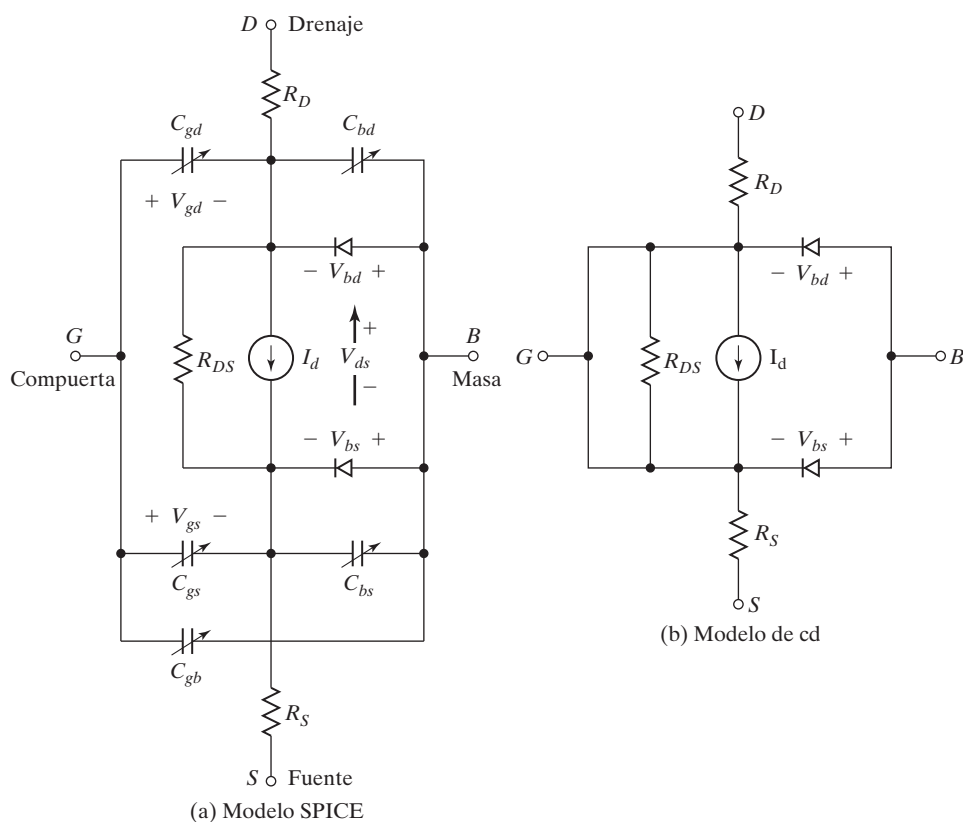 D Drenaje
R_D
C_gd
C_bd
+ V_gd −
− V_bd +
G
Compuerta
R_DS
I_d
+
V_ds
−
B
Masa
− V_bs +
+ V_gs −
C_gs
C_bs
C_gb
R_S
S Fuente
(a) Modelo SPICE
D
R_D
− V_bd +
G
R_DS
I_d
B
− V_bs +
R_S
S
(b) Modelo de cd